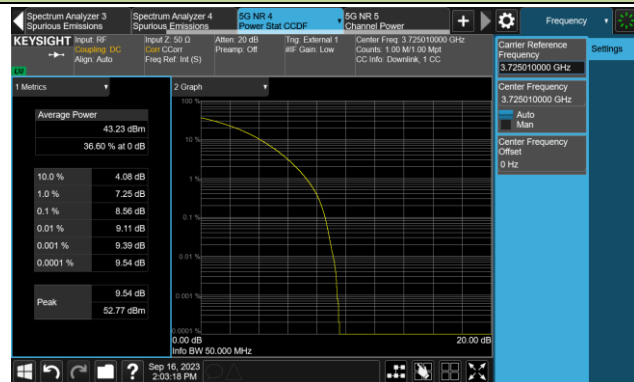 Spectrum Analyzer 3
Spurious Emissions
Spectrum Analyzer 4
Spurious Emissions
5G NR 4
Power Stat CCDF
5G NR 5
Channel Power
Frequency
KEYSIGHT
Input: RF
Coupling: DC
Align: Auto
Input Z: 50 Ω
Corr CCorr
Freq Ref: Int (S)
Atten: 20 dB
Preamp: Off
Trig: External 1
#IF Gain: Low
Center Freq: 3.725010000 GHz
Counts: 1.00 M/1.00 Mpt
CC Info: Downlink, 1 CC
Carrier Reference
Frequency
3.725010000 GHz
Settings
Center Frequency
3.725010000 GHz
Auto
Man
Center Frequency
Offset
0 Hz
1 Metrics
Average Power
43.23 dBm
36.60 % at 0 dB
10.0 % 4.08 dB
1.0 % 7.25 dB
0.1 % 8.56 dB
0.01 % 9.11 dB
0.001 % 9.39 dB
0.0001 % 9.54 dB
Peak
9.54 dB
52.77 dBm
2 Graph
100 %
10 %
1 %
0.1 %
0.01 %
0.001 %
0.0001 %
0.00 dB 20.00 dB
Info BW 50.000 MHz
?
Sep 16, 2023
2:03:18 PM